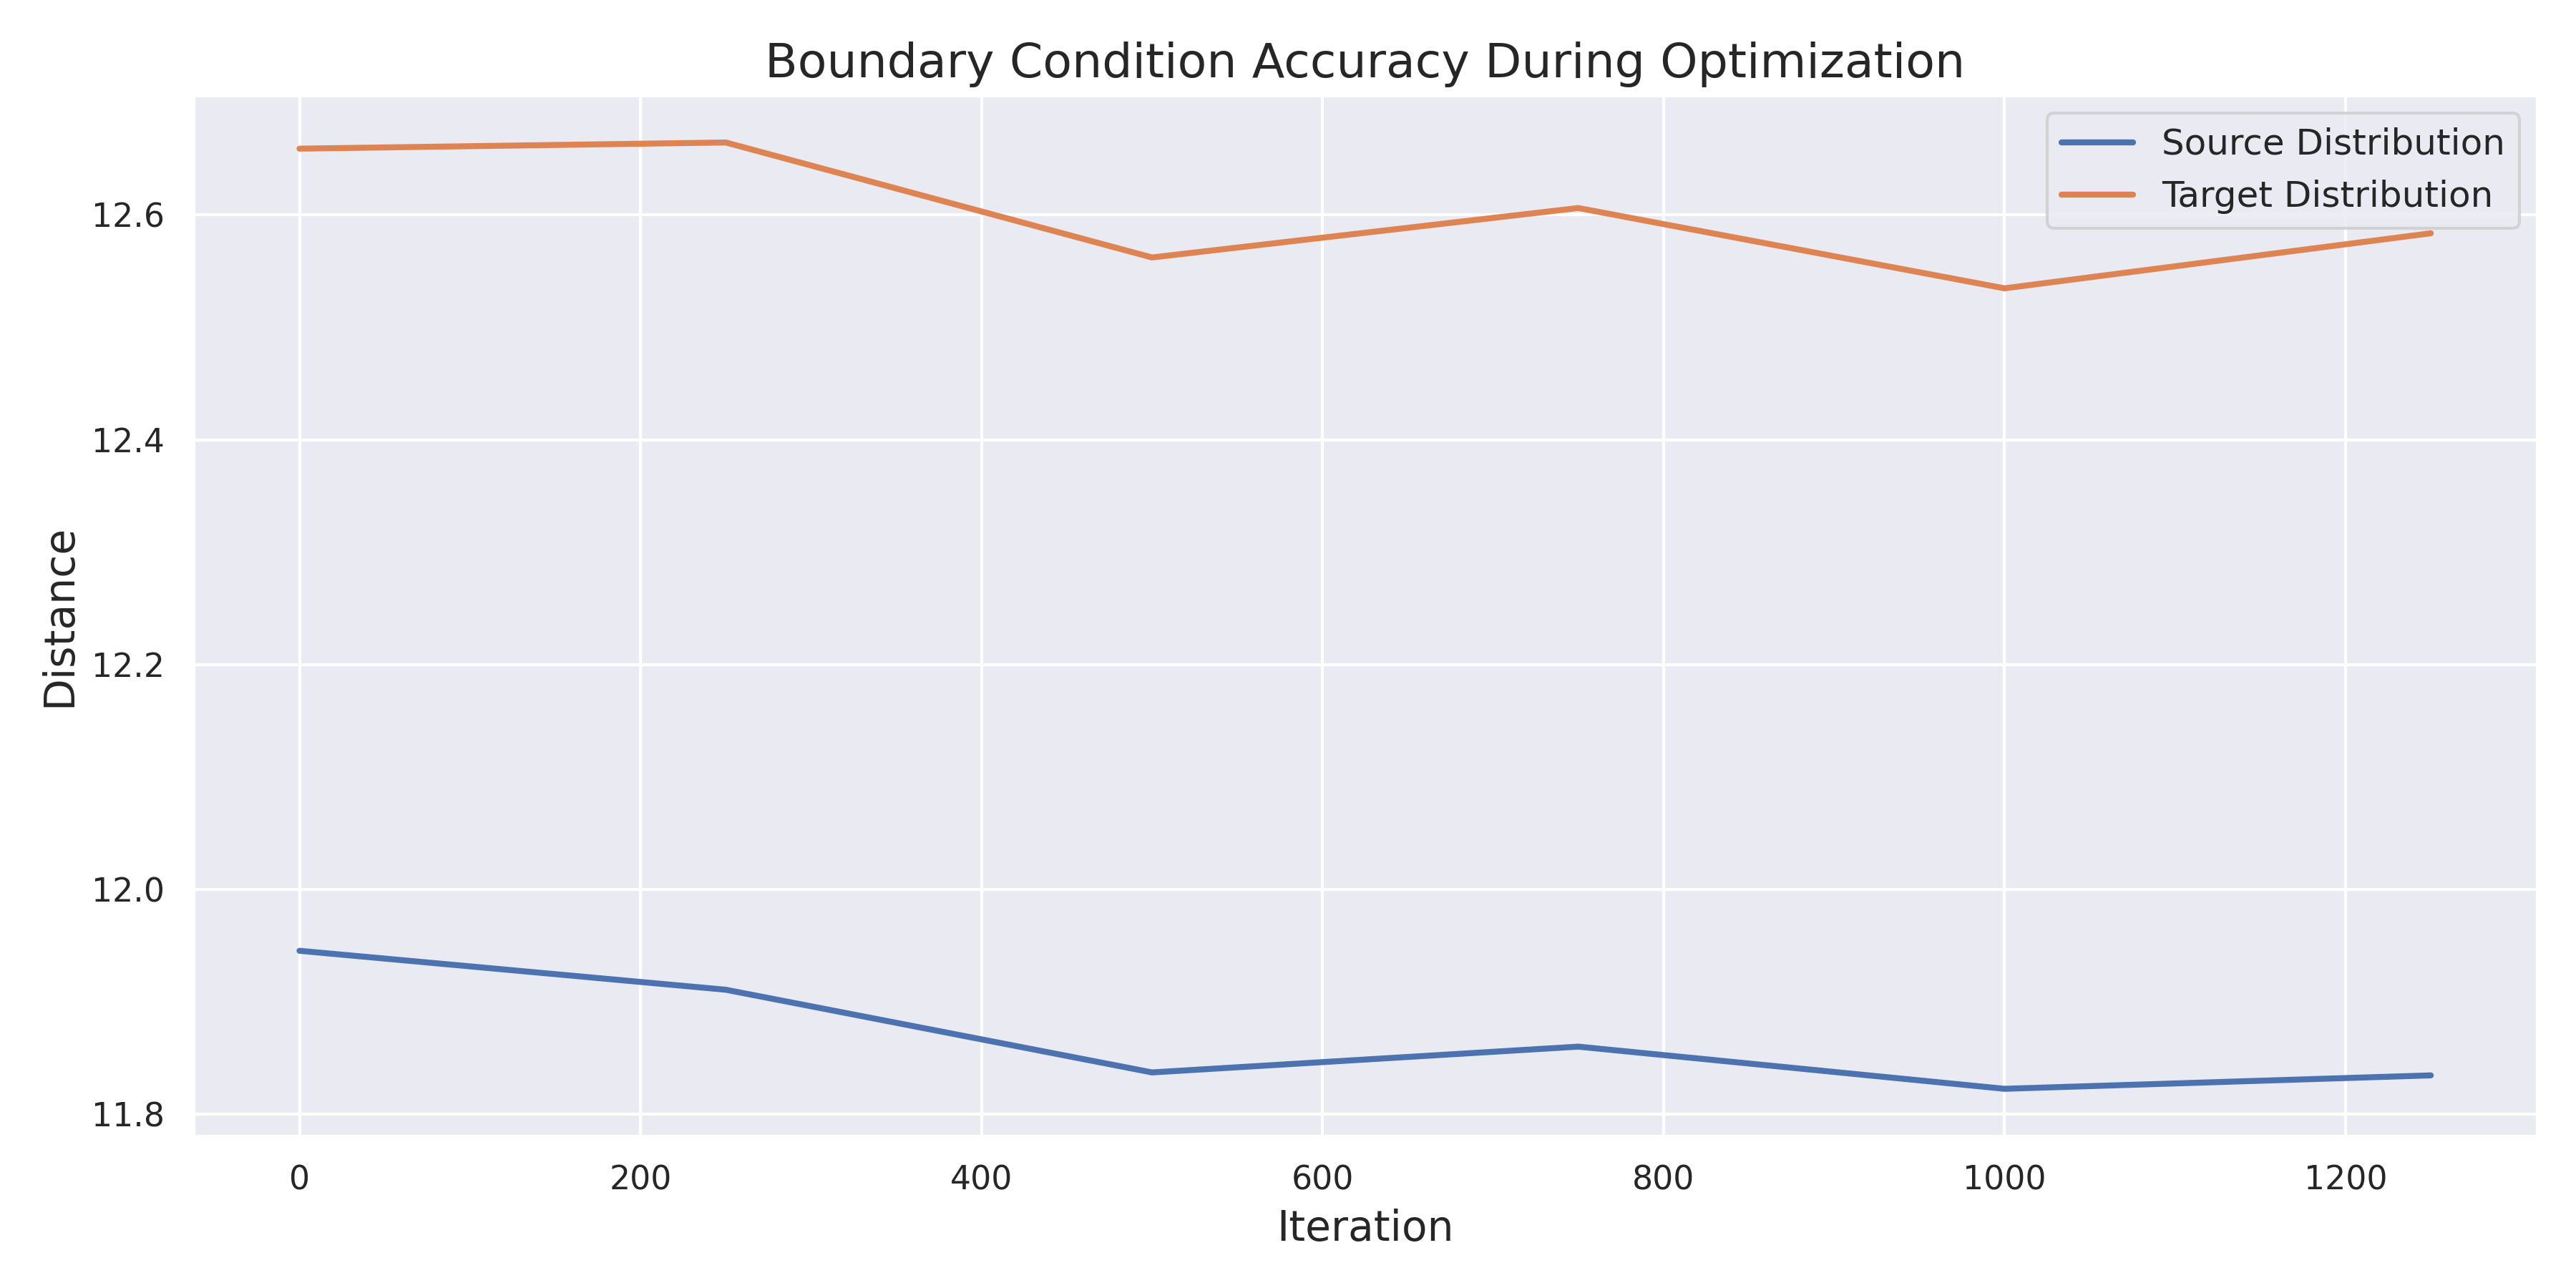 Boundary Condition Accuracy During Optimization
Source Distribution
Target Distribution
12.6
12.4
12.2
12.0
11.8
Distance
0 200 400 600 800 1000 1200
Iteration